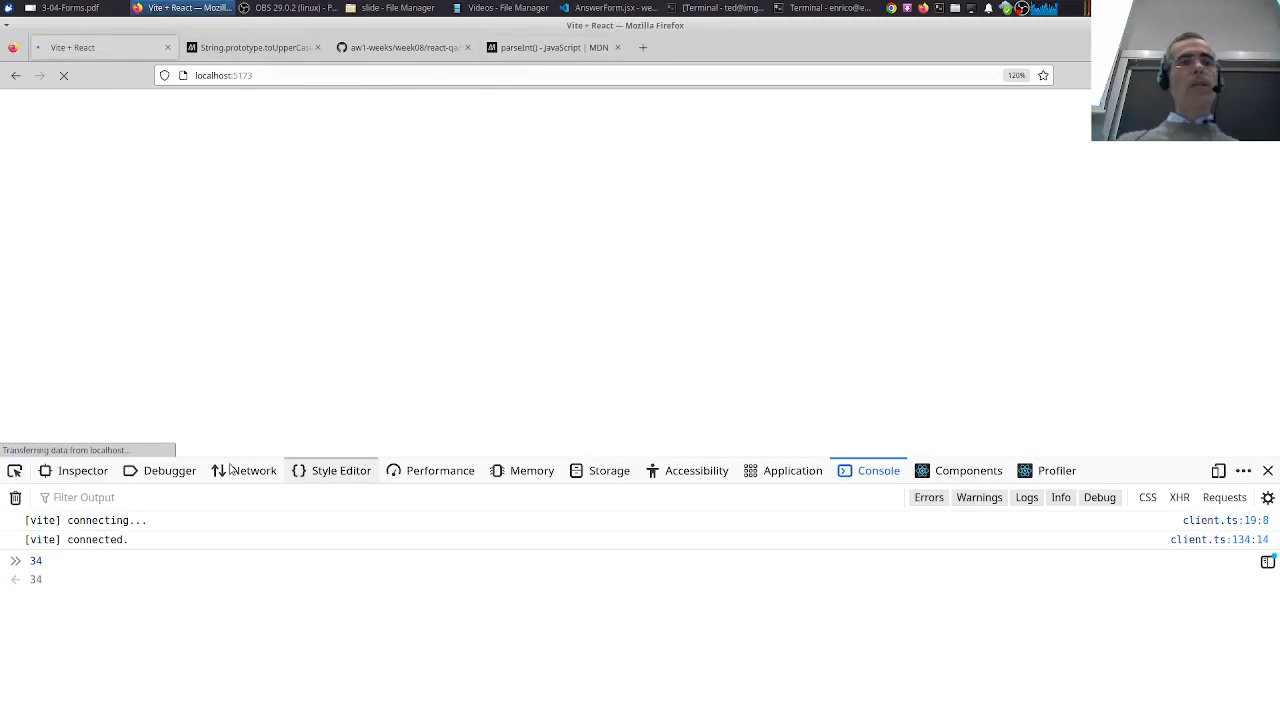 3-04-Forms.pdf
Vite + React — Mozil...
OBS 29.0.2 (linux) - P...
slide - File Manager
Videos - File Manager
AnswerForm.jsx - we...
[Terminal - ted@img...
Terminal - enrico@e...
Vite + React — Mozilla Firefox
Vite + React
String.prototype.toUpperCase
aw1-weeks/week08/react-qa
parseInt() - JavaScript | MDN
localhost:5173
120%
Transferring data from localhost...
Inspector
Debugger
Network
Style Editor
Performance
Memory
Storage
Accessibility
Application
Console
Components
Profiler
Filter Output
Errors
Warnings
Logs
Info
Debug
CSS
XHR
Requests
[vite] connecting... client.ts:19:8
[vite] connected. client.ts:134:14
34
34